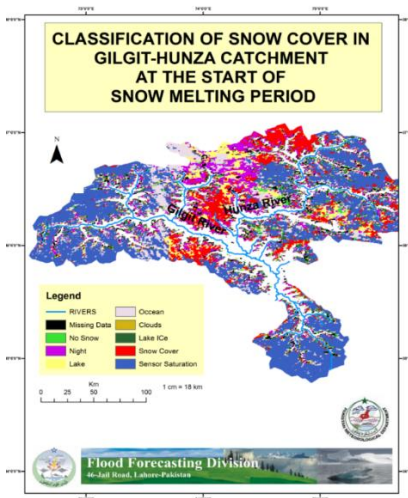 CLASSIFICATION OF SNOW COVER IN
GILGIT-HUNZA CATCHMENT
AT THE START OF
SNOW MELTING PERIOD
N
Hunza River
Gilgit River
Legend
RIVERS
Missing Data
No Snow
Night
Lake
Occean
Clouds
Lake ICe
Snow Cover
Sensor Saturation
Km
0 25 50 100
1 cm = 18 km
Flood Forecasting Division
46-Jail Road, Lahore-Pakistan